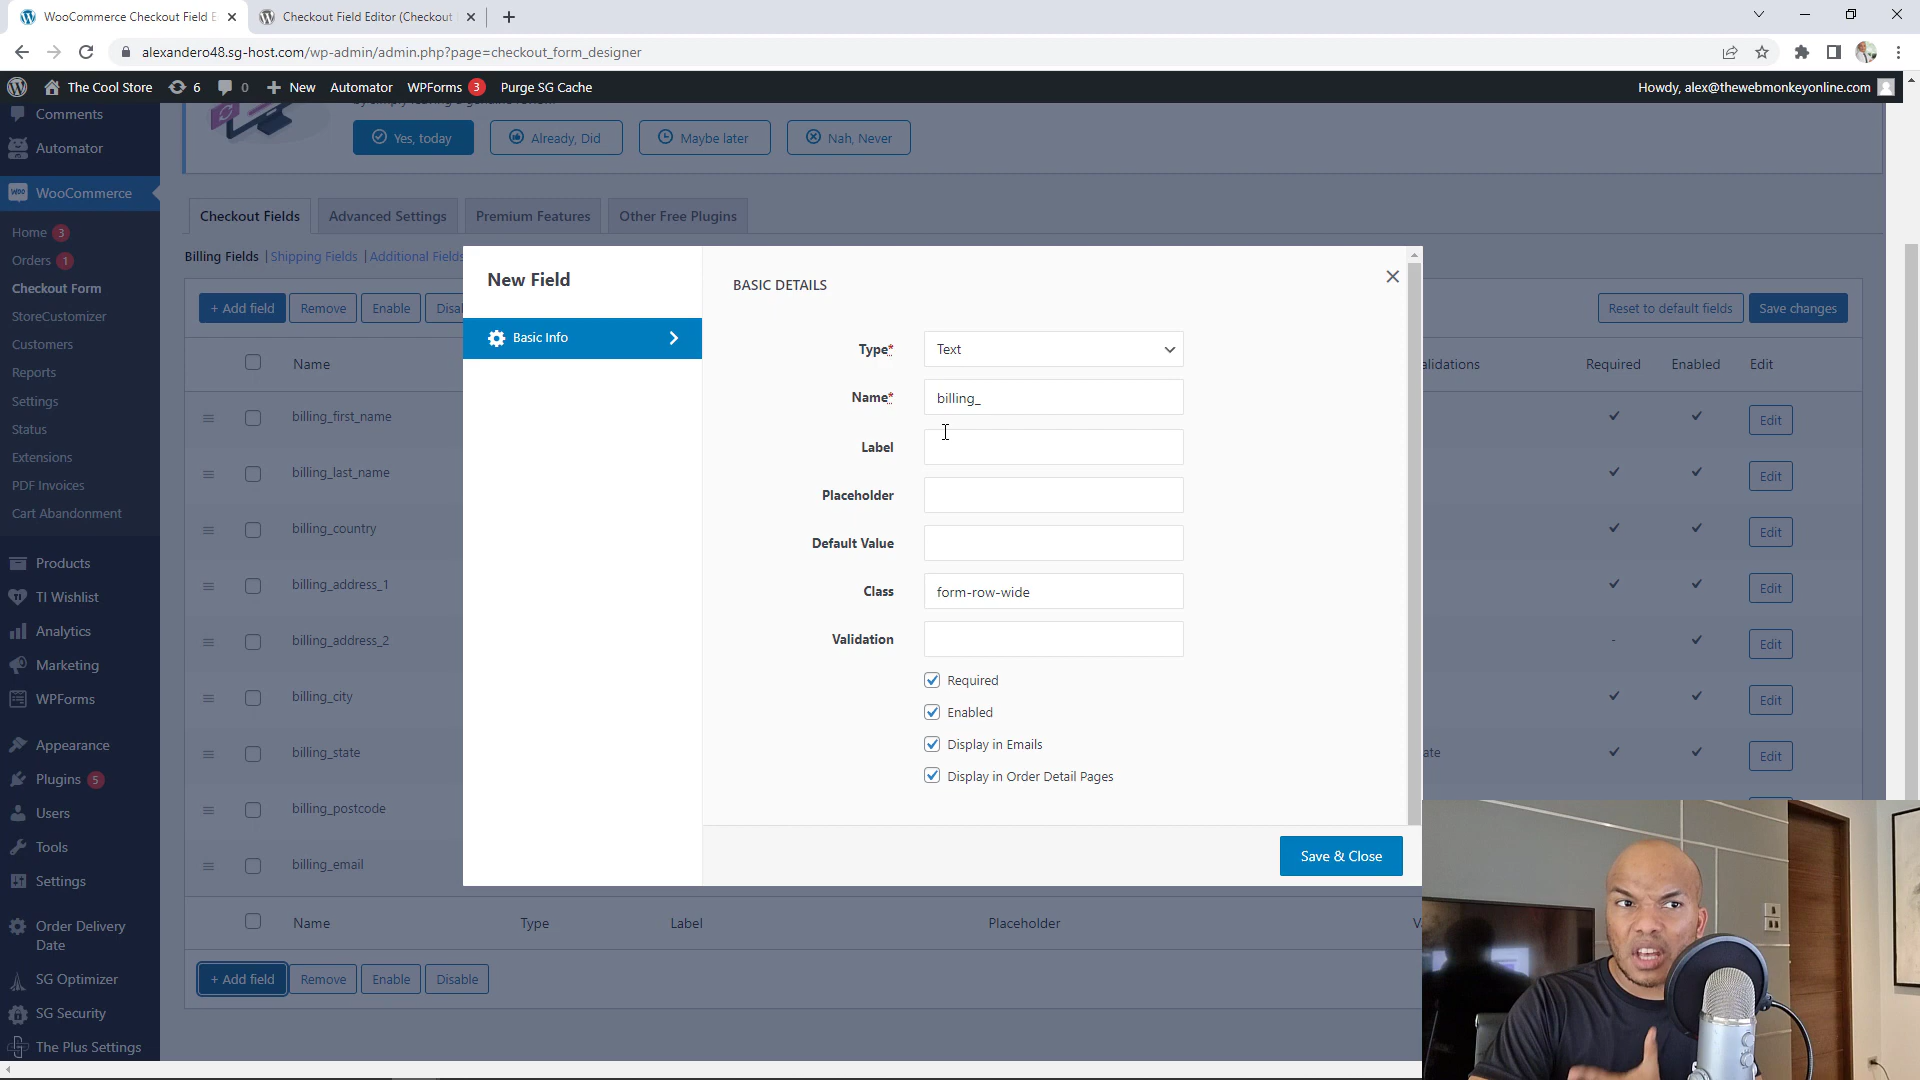 WooCommerce Checkout Field E
Checkout Field Editor (Checkout
alexandero48.sg-host.com/wp-admin/admin.php?page=checkout_form_designer
The Cool Store
6
0
New
Automator
WPForms 3
Purge SG Cache
Howdy, alex@thewebmonkeyonline.com
Comments
Automator
WooCommerce
Home 3
Orders 1
Checkout Form
StoreCustomizer
Customers
Reports
Settings
Status
Extensions
PDF Invoices
Cart Abandonment
Products
TI Wishlist
Analytics
Marketing
WPForms
Appearance
Plugins 5
Users
Tools
Settings
Order Delivery
Date
SG Optimizer
SG Security
The Plus Settings
Yes, today
Already, Did
Maybe later
Nah, Never
Checkout Fields
Advanced Settings
Premium Features
Other Free Plugins
Billing Fields | Shipping Fields | Additional Fields
+ Add field
Remove
Enable
Reset to default fields
Save changes
Name
Required
Enabled
Edit
billing_first_name
Edit
billing_last_name
Edit
billing_country
Edit
billing_address_1
Edit
billing_address_2
-
Edit
billing_city
Edit
billing_state
Edit
billing_postcode
billing_email
Name
Type
Label
Placeholder
+ Add field
Remove
Enable
Disable
New Field
Basic Info
BASIC DETAILS
Type*
Text
Name*
billing_
Label
Placeholder
Default Value
Class
form-row-wide
Validation
Required
Enabled
Display in Emails
Display in Order Detail Pages
Save & Close